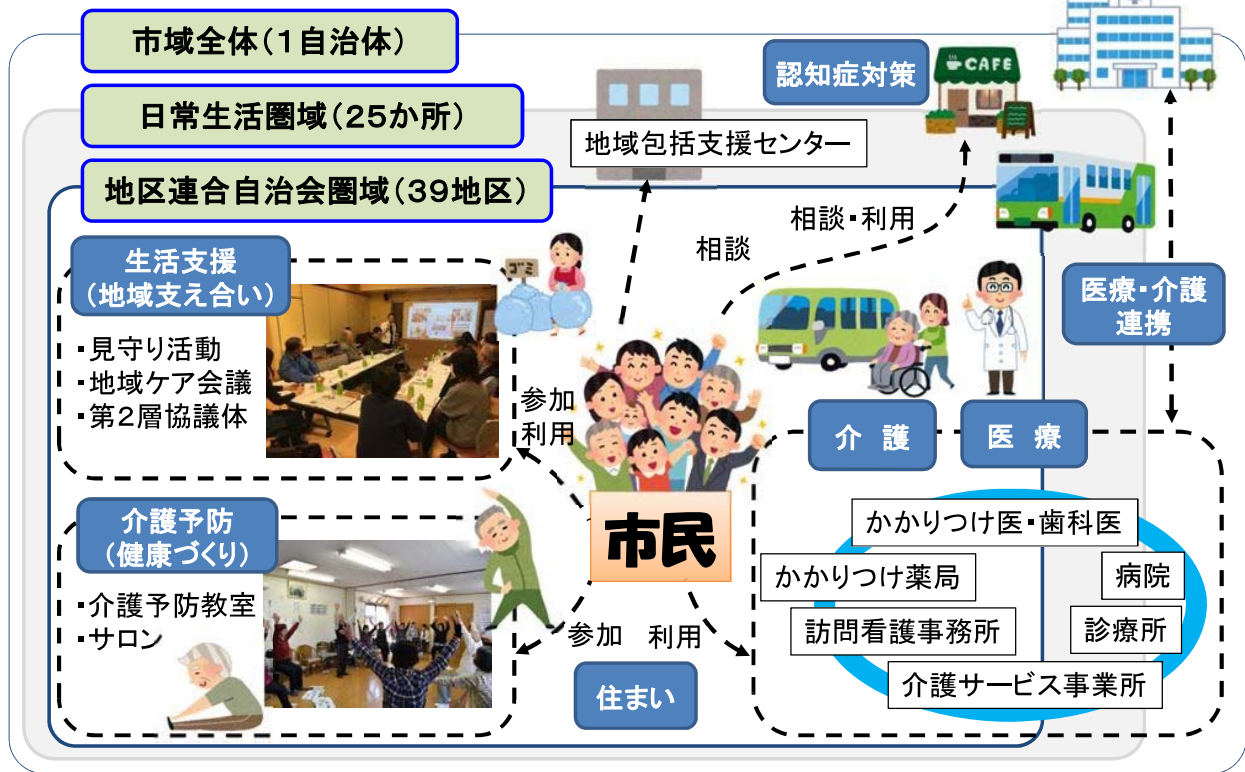 市域全体(1自治体)
日常生活圏域(25か所)
地区連合自治会圏域(39地区)
認知症対策
CAFE
地域包括支援センター
相談・利用
相談
生活支援
(地域支え合い)
・見守り活動
・地域ケア会議
・第2層協議体
ゴミ
参加
利用
医療・介護
連携
介護
医療
市民
介護予防
(健康づくり)
・介護予防教室
・サロン
参加
利用
住まい
かかりつけ医・歯科医
かかりつけ薬局
病院
訪問看護事務所
診療所
介護サービス事業所